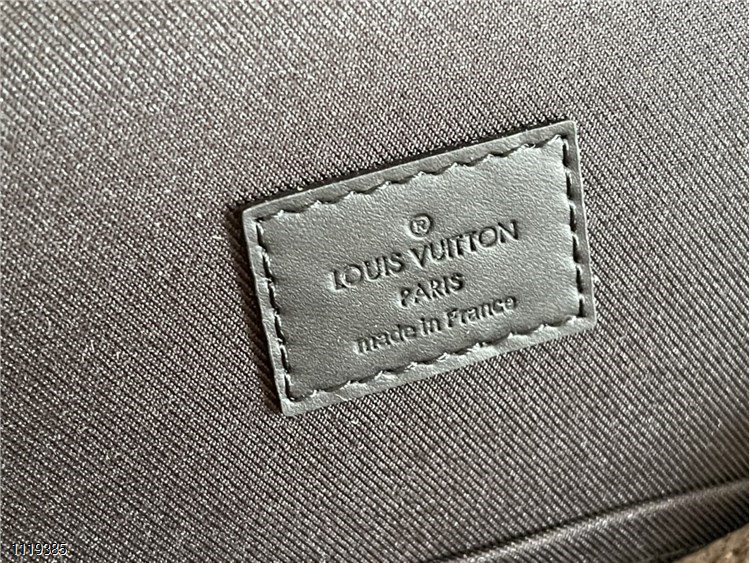 ®
LOUIS VUITTON
PARIS
made in France
1119385